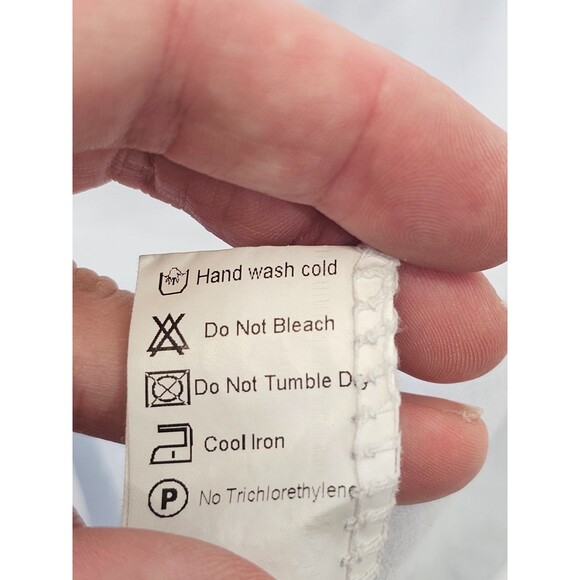 Hand wash cold
Do Not Bleach
Do Not Tumble Dry
Cool Iron
P No Trichlorethylene